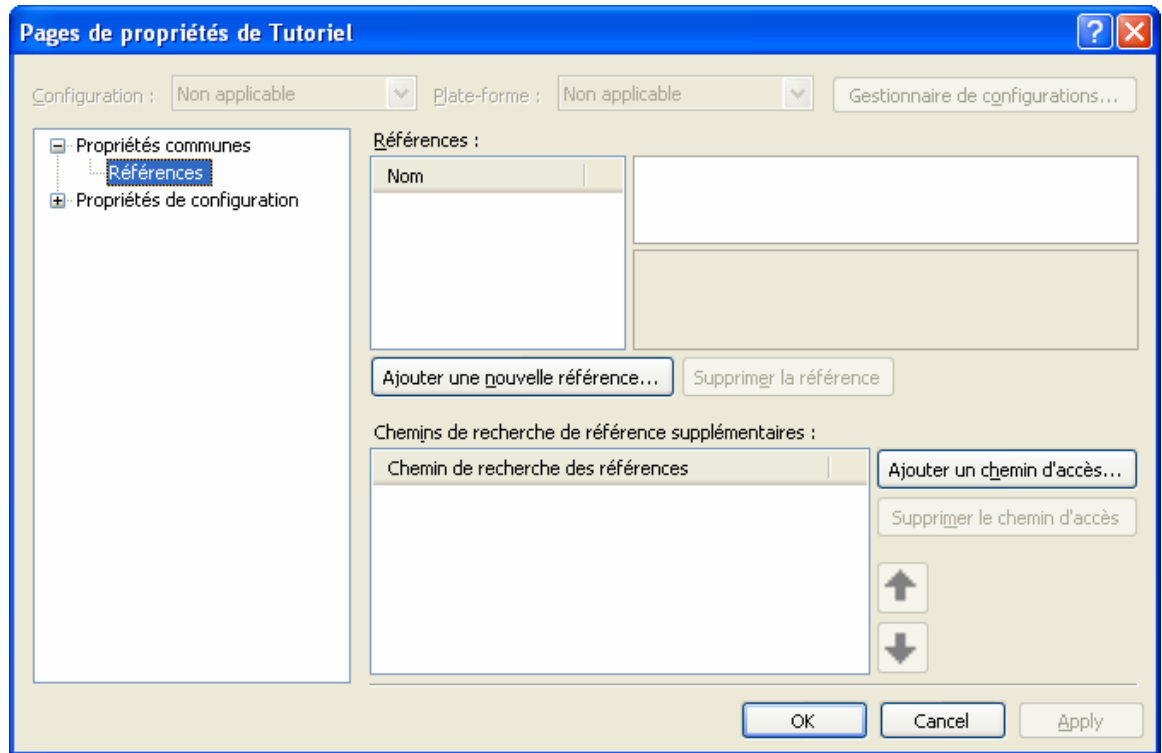 Pages de propriétés de Tutoriel
Configuration : Non applicable Plate-forme : Non applicable Gestionnaire de configurations...
Propriétés communes
Références
Propriétés de configuration
Références :
Nom
Ajouter une nouvelle référence... Supprimer la référence
Chemins de recherche de référence supplémentaires :
Chemin de recherche des références
Ajouter un chemin d'accès...
Supprimer le chemin d'accès
OK Cancel Apply